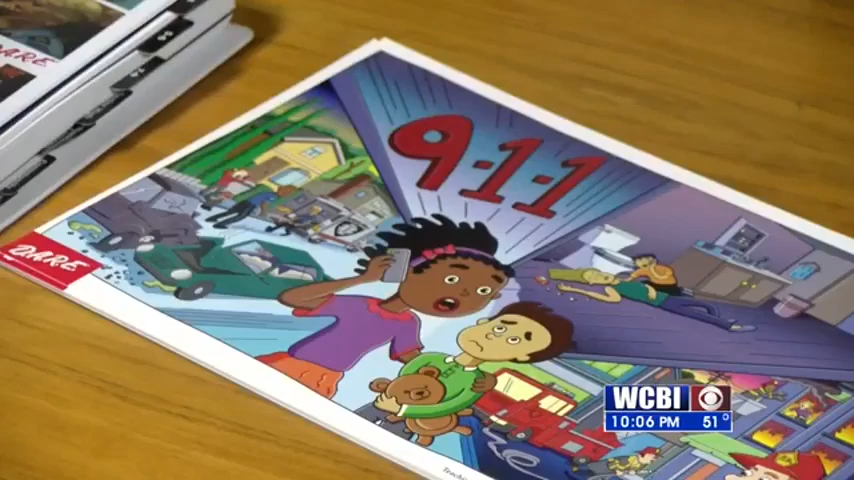 DARE
9-1-1
DARE
WCBI
10:06 PM 51°